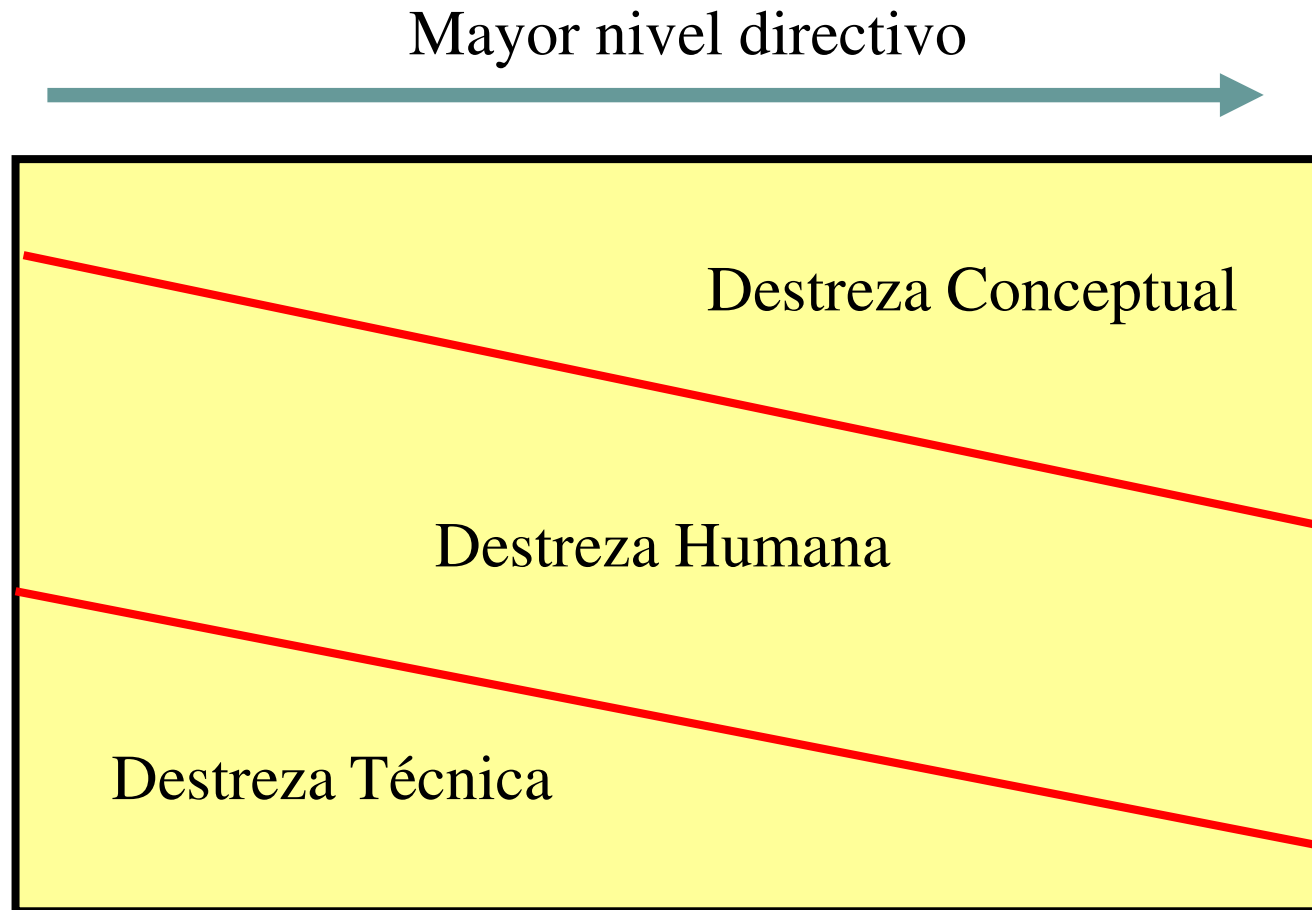 Mayor nivel directivo
Destreza Conceptual
Destreza Humana
Destreza Técnica